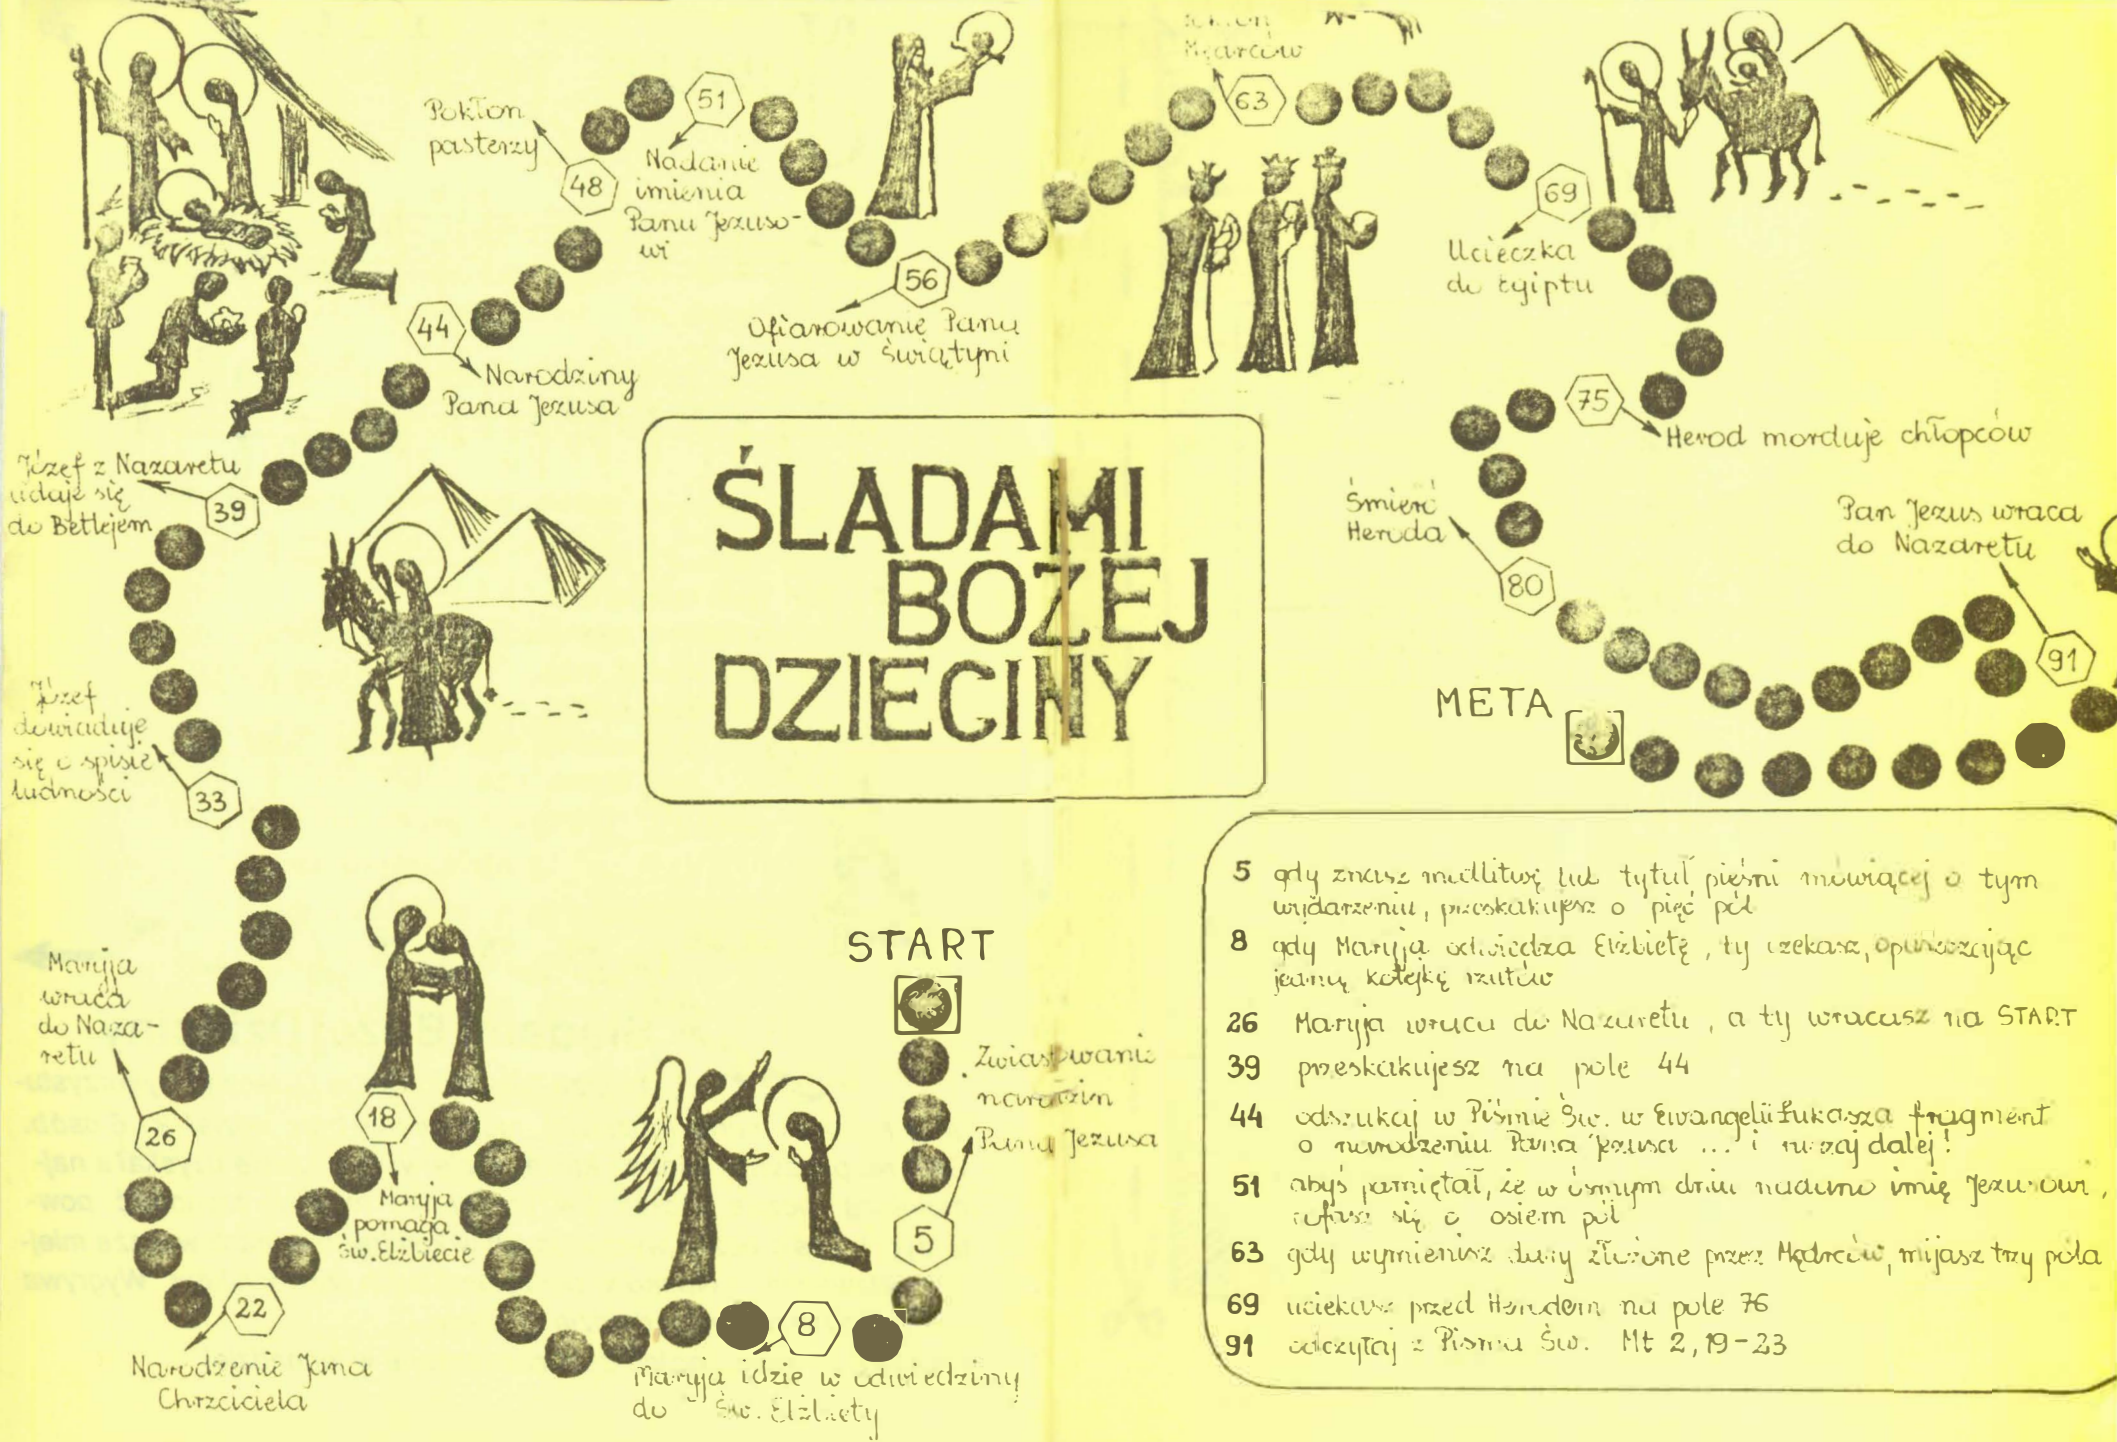 Mędrców
63
Pokłon
pasterzy
48
51
Nadanie
imienia
Panu Jezuso-
wi
69
Ucieczka
do Egiptu
56
Ofiarowanie Pana
Jezusa w świątyni
44
Narodziny
Pana Jezusa
75
Herod morduje chłopców
Józef z Nazaretu
udaje się
do Betlejem
39
ŚLADAMI
BOŻEJ
DZIECINY
Śmierć
Heroda
80
Pan Jezus wraca
do Nazaretu
91
META
Józef
dowiaduje
się o spisie
ludności
33
START
Zwiastowanie
narodzin
Pana Jezusa
5
Maryja
wraca
do Naza-
retu
26
18
Maryja
pomaga
św. Elżbiecie
22
Narodzenie Jana
Chrzciciela
8
Maryja idzie w odwiedziny
do Św. Elżbiety
5 gdy znasz modlitwę lub tytuł pieśni mówiącej o tym
wydarzeniu, przeskakujesz o pięć pól
8 gdy Maryja odwiedza Elżbietę, ty czekasz, opuszczając
jedną kolejkę rzutów
26 Maryja wraca do Nazaretu, a ty wracasz na START
39 przeskakujesz na pole 44
44 odszukaj w Piśmie Św. w Ewangelii Łukasza fragment
o narodzeniu Pana Jezusa ... i ruszaj dalej!
51 abyś pamiętał, że w ósmym dniu nadano imię Jezusowi,
cofasz się o osiem pól
63 gdy wymienisz dary złożone przez Mędrców, mijasz trzy pola
69 uciekasz przed Herodem na pole 76
91 odczytaj z Pisma Św. Mt 2,19-23